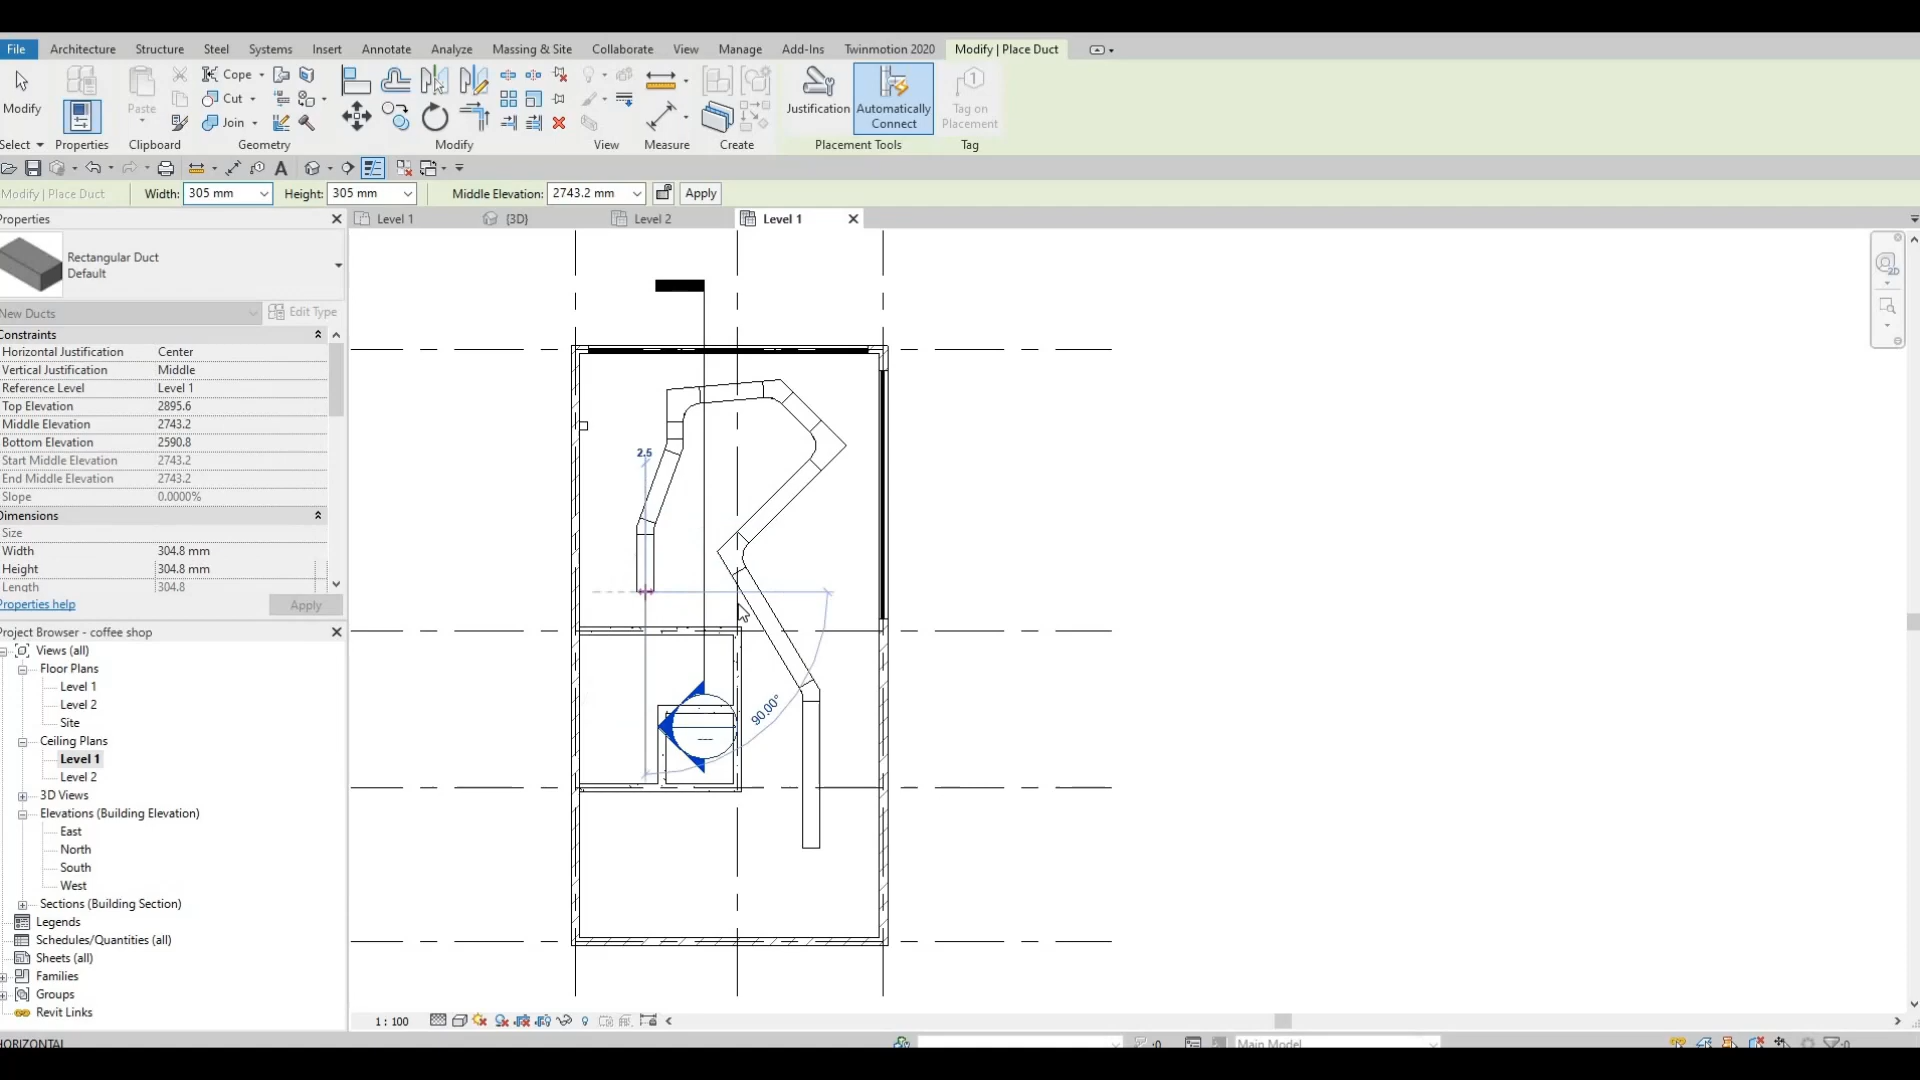 File Architecture Structure Steel Systems Insert Annotate Analyze Massing & Site Collaborate View Manage Add-Ins Twinmotion 2020 Modify | Place Duct
Modify Paste Cope Cut Join Justification Automatically Connect Tag on Placement
Select Properties Clipboard Geometry Modify View Measure Create Placement Tools Tag
Modify | Place Duct Width: 305 mm Height: 305 mm Middle Elevation: 2743.2 mm Apply
Properties
Level 1 {3D} Level 2 Level 1
Rectangular Duct
Default
New Ducts Edit Type
Constraints
Horizontal Justification Center
Vertical Justification Middle
Reference Level Level 1
Top Elevation 2895.6
Middle Elevation 2743.2
Bottom Elevation 2590.8
Start Middle Elevation 2743.2
End Middle Elevation 2743.2
Slope 0.0000%
Dimensions
Size
Width 304.8 mm
Height 304.8 mm
Length 304.8
Properties help Apply
Project Browser - coffee shop
Views (all)
Floor Plans
Level 1
Level 2
Site
Ceiling Plans
Level 1
Level 2
3D Views
Elevations (Building Elevation)
East
North
South
West
Sections (Building Section)
Legends
Schedules/Quantities (all)
Sheets (all)
Families
Groups
Revit Links
2.5
90.00°
2D
1 : 100
HORIZONTAL
:0 Main Model :0